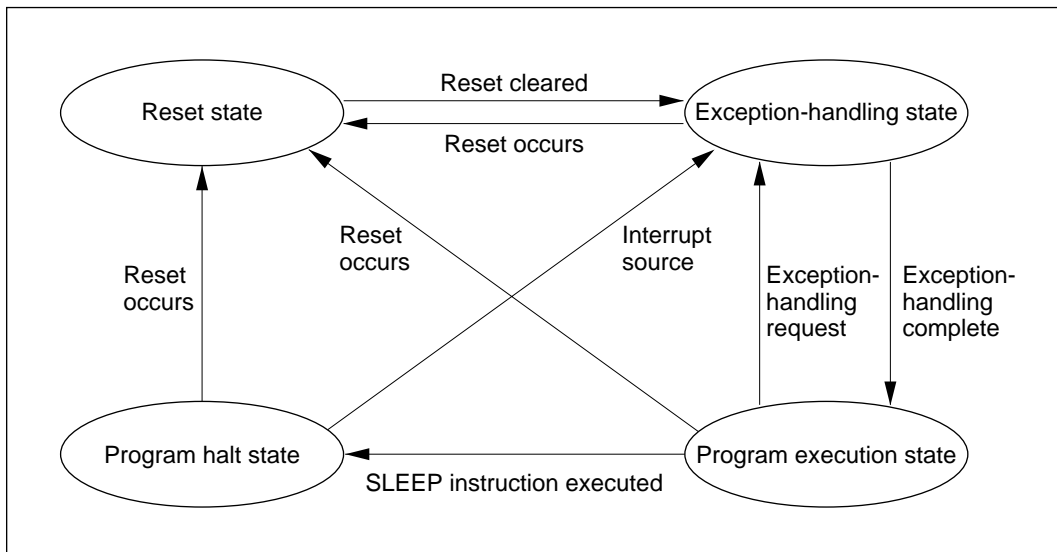 Reset cleared
Reset state
Exception-handling state
Reset occurs
Reset
occurs
Interrupt
source
Reset
occurs
Exception-
handling
request
Exception-
handling
complete
Program halt state
Program execution state
SLEEP instruction executed